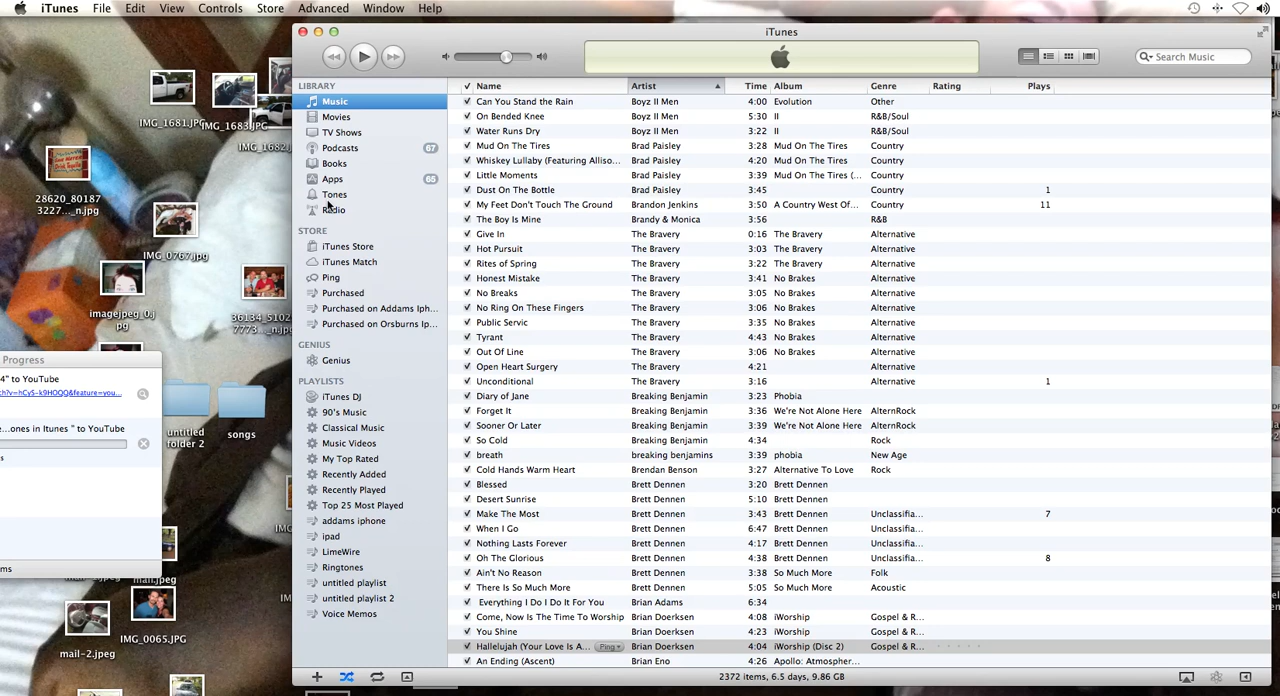 iTunes File Edit View Controls Store Advanced Window Help
iTunes
Search Music
LIBRARY
Music
Movies
TV Shows
Podcasts 67
Books
Apps 65
Tones
Radio
STORE
iTunes Store
iTunes Match
Ping
Purchased
Purchased on Addams Iph...
Purchased on Orsburns Ip...
GENIUS
Genius
PLAYLISTS
iTunes DJ
90's Music
Classical Music
Music Videos
My Top Rated
Recently Added
Recently Played
Top 25 Most Played
addams iphone
ipad
LimeWire
Ringtones
untitled playlist
untitled playlist 2
Voice Memos
Name Artist Time Album Genre Rating Plays
Can You Stand the Rain Boyz II Men 4:00 Evolution Other
On Bended Knee Boyz II Men 5:30 II R&B/Soul
Water Runs Dry Boyz II Men 3:22 II R&B/Soul
Mud On The Tires Brad Paisley 3:28 Mud On The Tires Country
Whiskey Lullaby (Featuring Alliso... Brad Paisley 4:20 Mud On The Tires Country
Little Moments Brad Paisley 3:39 Mud On The Tires (... Country
Dust On The Bottle Brad Paisley 3:45 Country 1
My Feet Don't Touch The Ground Brandon Jenkins 3:50 A Country West Of... Country 11
The Boy Is Mine Brandy & Monica 3:56 R&B
Give In The Bravery 0:16 The Bravery Alternative
Hot Pursuit The Bravery 3:03 The Bravery Alternative
Rites of Spring The Bravery 3:22 The Bravery Alternative
Honest Mistake The Bravery 3:41 No Brakes Alternative
No Breaks The Bravery 3:05 No Brakes Alternative
No Ring On These Fingers The Bravery 3:06 No Brakes Alternative
Public Servic The Bravery 3:35 No Brakes Alternative
Tyrant The Bravery 4:43 No Brakes Alternative
Out Of Line The Bravery 3:06 No Brakes Alternative
Open Heart Surgery The Bravery 4:21 Alternative
Unconditional The Bravery 3:16 Alternative 1
Diary of Jane Breaking Benjamin 3:23 Phobia
Forget It Breaking Benjamin 3:36 We're Not Alone Here AlternRock
Sooner Or Later Breaking Benjamin 3:39 We're Not Alone Here AlternRock
So Cold Breaking Benjamin 4:34 Rock
breath breaking benjamins 3:39 phobia New Age
Cold Hands Warm Heart Brendan Benson 3:27 Alternative To Love Rock
Blessed Brett Dennen 3:20 Brett Dennen
Desert Sunrise Brett Dennen 5:10 Brett Dennen
Make The Most Brett Dennen 3:43 Brett Dennen Unclassifia... 7
When I Go Brett Dennen 6:47 Brett Dennen Unclassifia...
Nothing Lasts Forever Brett Dennen 4:17 Brett Dennen Unclassifia...
Oh The Glorious Brett Dennen 4:38 Brett Dennen Unclassifia... 8
Ain't No Reason Brett Dennen 3:38 So Much More Folk
There Is So Much More Brett Dennen 5:05 So Much More Acoustic
Everything I Do I Do It For You Brian Adams 6:34
Come, Now Is The Time To Worship Brian Doerksen 4:08 iWorship Gospel & R...
You Shine Brian Doerksen 4:23 iWorship Gospel & R...
Hallelujah (Your Love Is A... Ping Brian Doerksen 4:04 iWorship (Disc 2) Gospel & R...
An Ending (Ascent) Brian Eno 4:26 Apollo: Atmospher...
2372 items, 6.5 days, 9.86 GB
IMG_1681.JPG
IMG_1683.JPG
28620_80187
3227..._n.jpg
IMG_0767.jpg
imagejpeg_0.j
pg
36134_5102
7773..._n.jpg
Progress
4" to YouTube
ch?v=hCyS-k9HOQQ&feature=you...
e...ones in Itunes " to YouTube
untitled
folder 2
songs
mail.jpeg
IMG_0065.JPG
mail-2.jpeg